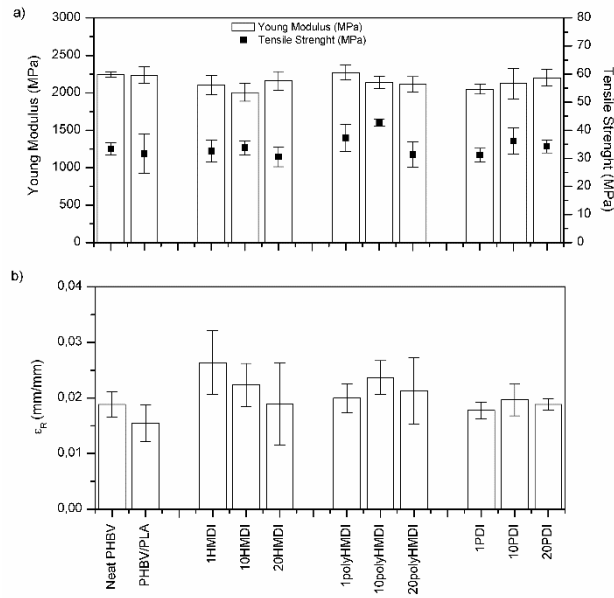 a)
Young Modulus (MPa)
Tensile Strenght (MPa)
3000
2500
2000
1500
1000
500
0
Young Modulus (MPa)
80
70
60
50
40
30
20
10
0
Tensile Strenght (MPa)
b)
0,04
0,03
0,02
0,01
0,00
εR (mm/mm)
Neat PHBV
PHBV/PLA
1HMDI
10HMDI
20HMDI
1polyHMDI
10polyHMDI
20polyHMDI
1PDI
10PDI
20PDI